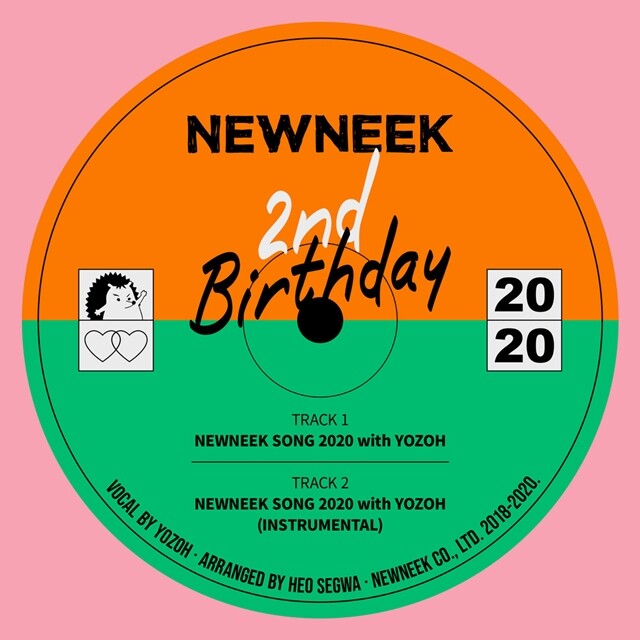 NEWNEEK
2nd
Birthday
20
20
TRACK 1
NEWNEEK SONG 2020 with YOZOH
TRACK 2
NEWNEEK SONG 2020 with YOZOH
(INSTRUMENTAL)
VOCAL BY YOZOH · ARRANGED BY HEO SEGWA · NEWNEEK CO., LTD. 2018-2020.